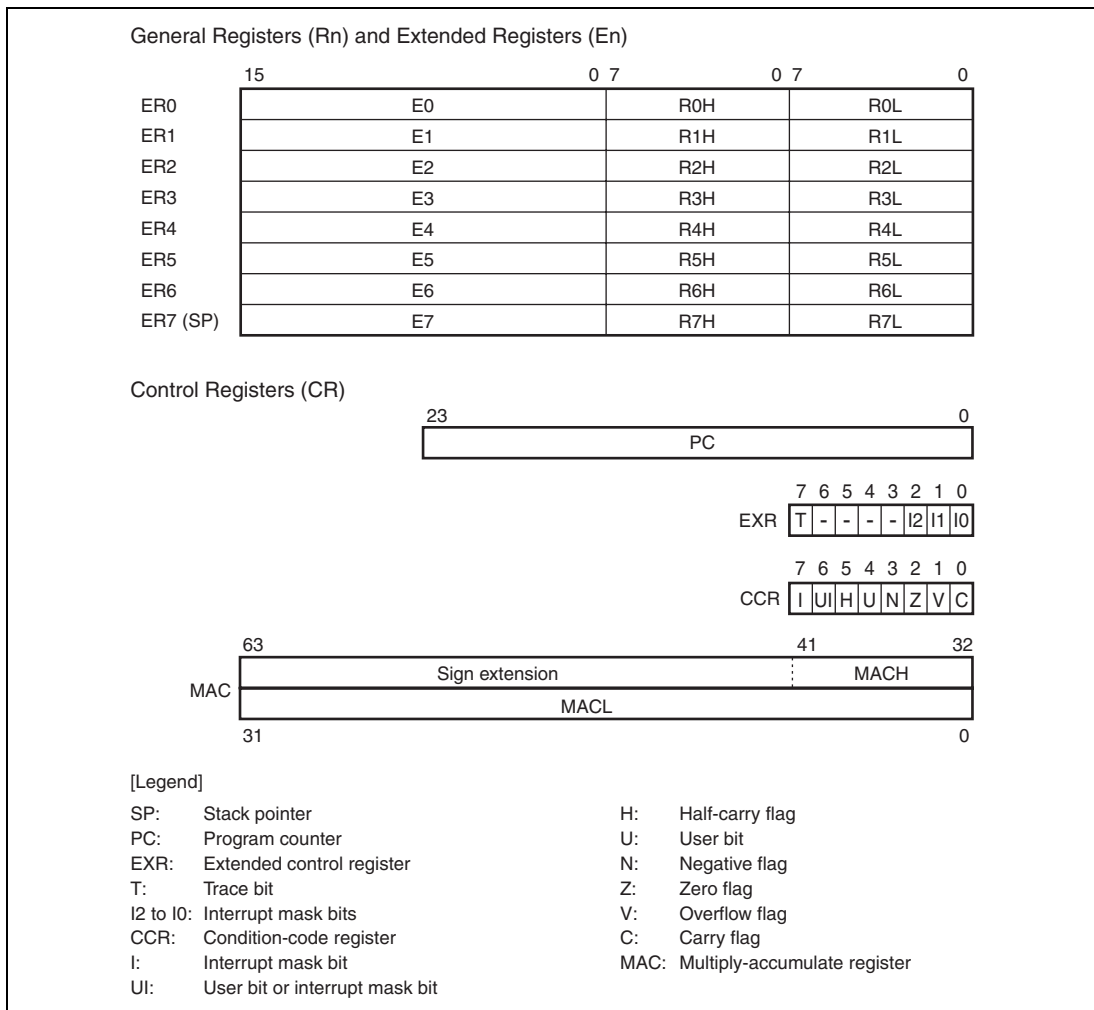 General Registers (Rn) and Extended Registers (En)
15 0 7 0 7 0
ER0 E0 R0H R0L
ER1 E1 R1H R1L
ER2 E2 R2H R2L
ER3 E3 R3H R3L
ER4 E4 R4H R4L
ER5 E5 R5H R5L
ER6 E6 R6H R6L
ER7 (SP) E7 R7H R7L
Control Registers (CR)
23 0
PC
7 6 5 4 3 2 1 0
EXR T - - - - I2 I1 I0
7 6 5 4 3 2 1 0
CCR I UI H U N Z V C
63 41 32
Sign extension MACH
MAC
MACL
31 0
[Legend]
SP: Stack pointer
PC: Program counter
EXR: Extended control register
T: Trace bit
I2 to I0: Interrupt mask bits
CCR: Condition-code register
I: Interrupt mask bit
UI: User bit or interrupt mask bit
H: Half-carry flag
U: User bit
N: Negative flag
Z: Zero flag
V: Overflow flag
C: Carry flag
MAC: Multiply-accumulate register